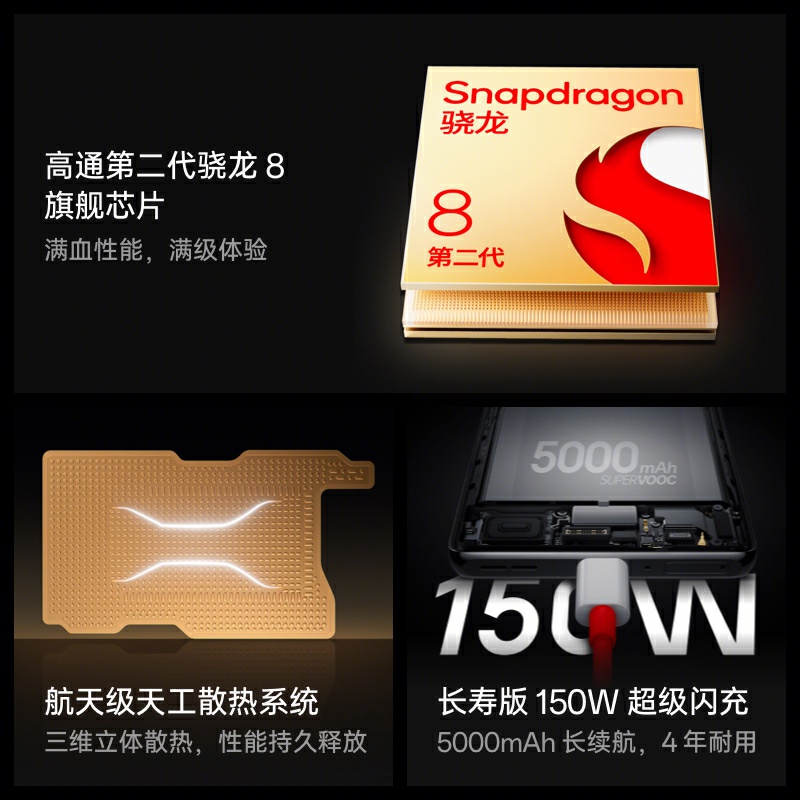 高通第二代骁龙 8
旗舰芯片
满血性能，满级体验
Snapdragon
骁龙
8
第二代
航天级天工散热系统
三维立体散热，性能持久释放
5000mAh
SUPERVOOC
150W
长寿版 150W 超级闪充
5000mAh 长续航，4 年耐用